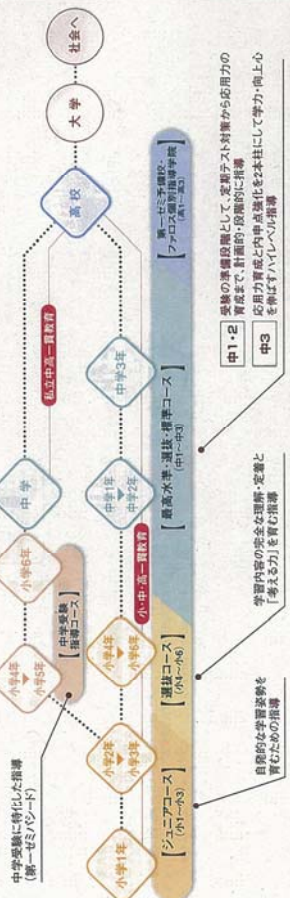 中学受験に特化した指導
(第一ゼミパシード)
小学4年
小学5年
小学6年
中学
【中学受験
指導コース】
私立中高一貫教育
小学1年
小学2年
小学3年
小学4年
小学6年
中学1年
中学2年
中学3年
高校
大学
社会へ
小・中・高一貫教育
【ジュニアコース】
(小1~小3)
【選抜コース】
(小4~小6)
【最高水準・選抜・標準コース】
(中1~中3)
【第一ゼミ予備校・
ファロス個別指導学院】
(高1~高3)
自発的な学習姿勢を
育むための指導
学習内容の完全な理解・定着と
「考える力」を育む指導
中1・2
受験の準備段階として、定期テスト対策から応用力の
育成まで、計画的・段階的に指導
中3
応用力育成と内申点強化を2本柱にして学力・向上心
を伸ばすハイレベル指導